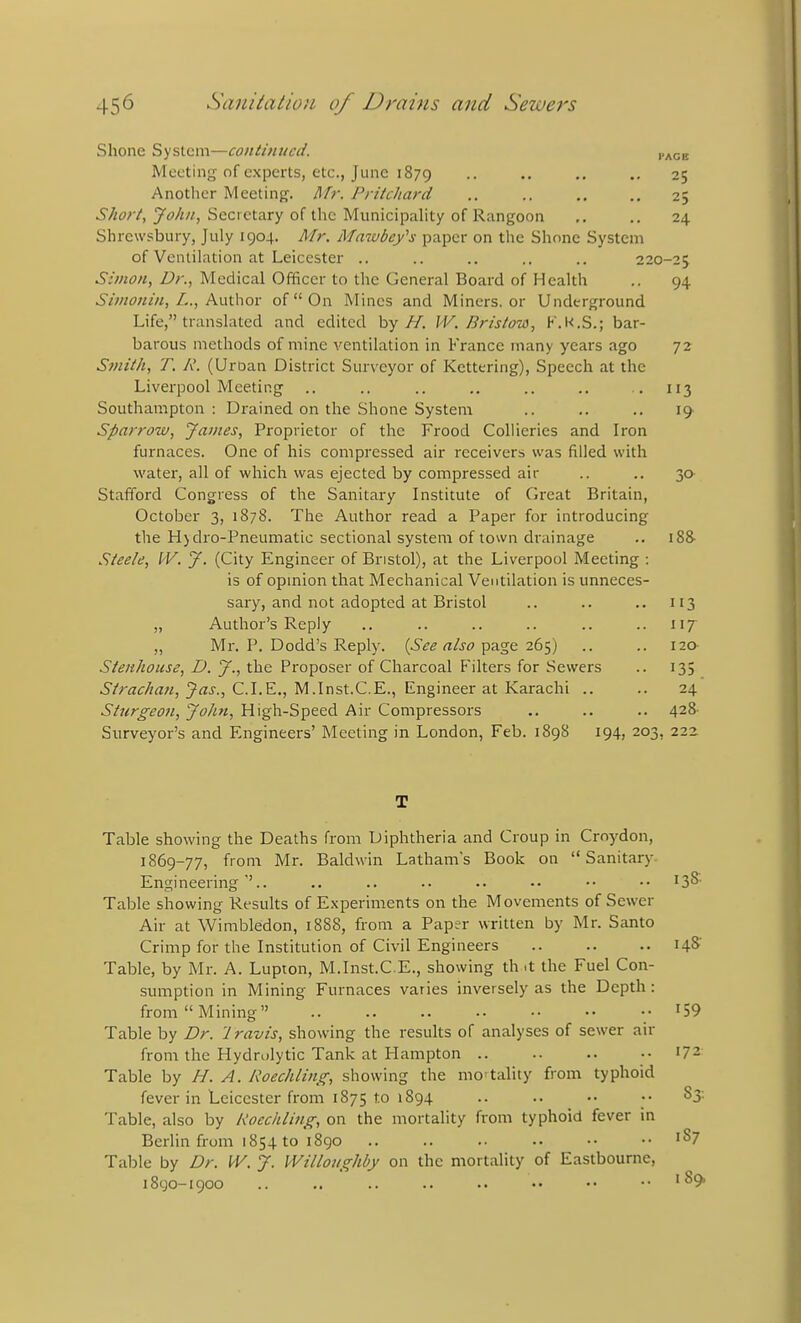 456 Sanitation of Drains and Sewers
Shone System—continued. PAGE
Meeting of experts, etc., June 1879 .. .. .. .. 25
Another Meeting. Mr. Pritchard .. .. .. .. 25
Short, John, Secretary of the Municipality of Rangoon .. .. 24
Shrewsbury, July 1904. Mr. Mawbey's paper on the Shone System
of Ventilation at Leicester .. .. .. .. .. 220-25
Simon, Dr., Medical Officer to the General Board of Health .. 94
Simonin, L., Author of "On Mines and Miners, or Underground
Life," translated and edited by H. W. Bristow, F.R.S.; bar-
barous methods of mine ventilation in France many years ago 72
Smith, T. R. (Urban District Surveyor of Kettering), Speech at the
Liverpool Meeting .. .. .. .. .. .. . 113
Southampton : Drained on the Shone System .. .. .. 19
Sparrow, James, Proprietor of the Frood Collieries and Iron
furnaces. One of his compressed air receivers was filled with
water, all of which was ejected by compressed air .. .. 30
Stafford Congress of the Sanitary Institute of Great Britain,
October 3, 1878. The Author read a Paper for introducing
the Hydro-Pneumatic sectional system of town drainage .. 188
Steele, W. J. (City Engineer of Bristol), at the Liverpool Meeting :
is of opinion that Mechanical Ventilation is unneces-
sary, and not adopted at Bristol .. .. .. 113
„ Author's Reply .. .. .. .. .. .. 117
„ Mr. P. Dodd's Reply. (See also page 265) .. .. 120
Stenhouse, D. J., the Proposer of Charcoal Filters for Sewers .. 135
Strachan, Jas., C.I.E., M.Inst.C.E., Engineer at Karachi .. .. 24
Sturgeon, John, High-Speed Air Compressors .. .. .. 428
Surveyor's and Engineers' Meeting in London, Feb. 1898 194, 203, 222
T
Table showing the Deaths from Diphtheria and Croup in Croydon,
1869-77, from Mr. Baldwin Latham's Book on "Sanitary
Engineering".. .. .. .. .. .. .. .. 138
Table showing Results of Experiments on the Movements of Sewer
Air at Wimbledon, 1888, from a Paper written by Mr. Santo
Crimp for the Institution of Civil Engineers .. .. .. 148
Table, by Mr. A. Lupton, M.Inst.C.E., showing th it the Fuel Con-
sumption in Mining Furnaces varies inversely as the Depth :
from "Mining" .. .. .. .. .. .. .. 159
Table by Dr. Travis, showing the results of analyses of sewer air
from the Hydrolytic Tank at Hampton .. .. .. .. 172
Table by H. A. Roechling, showing the mortality from typhoid
fever in Leicester from 1875 to 1894 .. .. .. .. 83
Table, also by Roechling, on the mortality from typhoid fever in
Berlin from 1854 to 1890 .. .. .. .. .. .. 187
Table by Dr. W. J. Willoughby on the mortality of Eastbourne,
1890-1900 .. .. .. .. .. .. .. .. 189